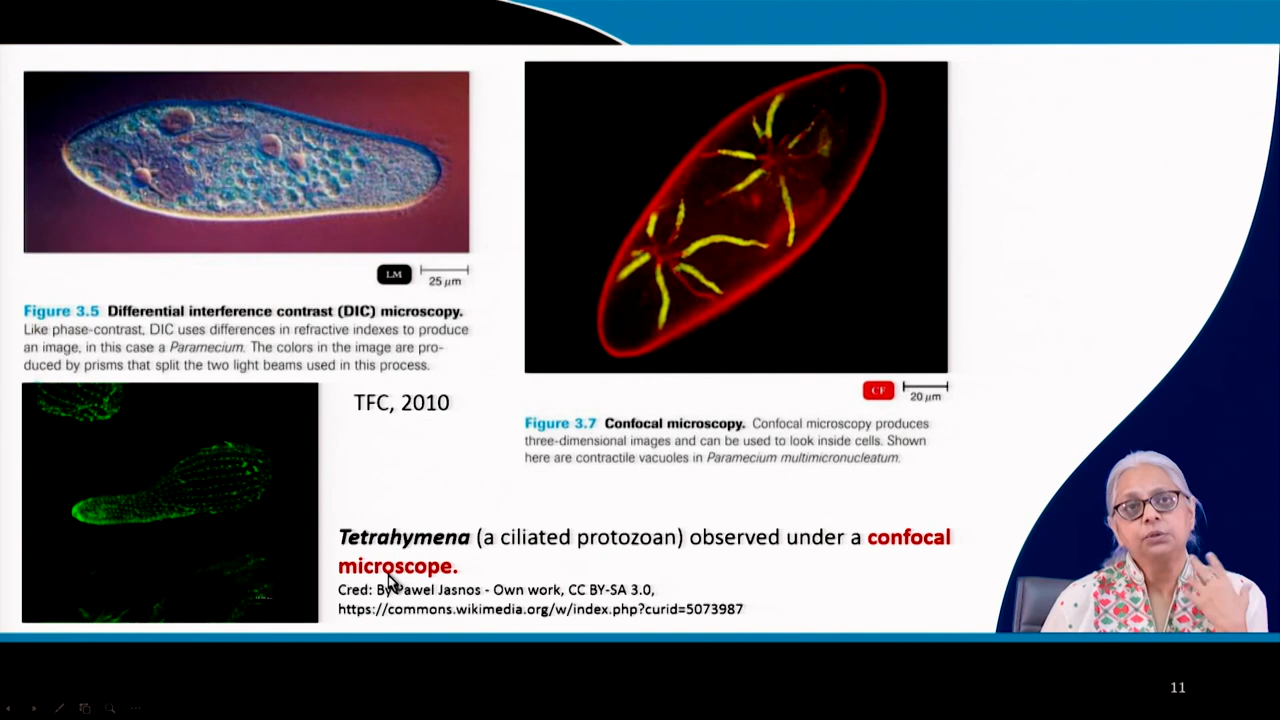 LM
25 µm
Figure 3.5 Differential interference contrast (DIC) microscopy.
Like phase-contrast, DIC uses differences in refractive indexes to produce
an image, in this case a Paramecium. The colors in the image are pro-
duced by prisms that split the two light beams used in this process.
TFC, 2010
CF
20 µm
Figure 3.7 Confocal microscopy. Confocal microscopy produces
three-dimensional images and can be used to look inside cells. Shown
here are contractile vacuoles in Paramecium multimicronucleatum.
Tetrahymena (a ciliated protozoan) observed under a confocal
microscope.
Cred: By Pawel Jasnos - Own work, CC BY-SA 3.0,
https://commons.wikimedia.org/w/index.php?curid=5073987
11